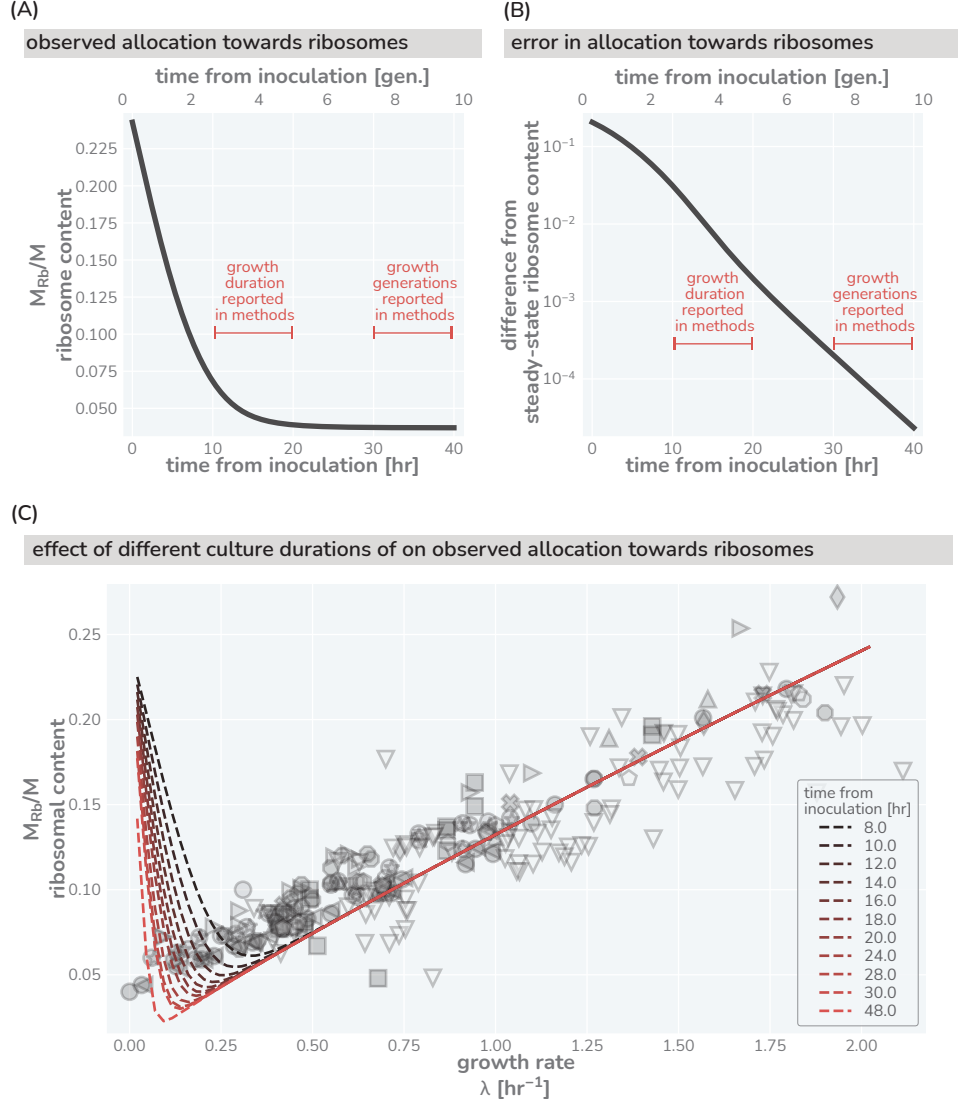 (A)
observed allocation towards ribosomes
time from inoculation [gen.]
0 2 4 6 8 10
M_Rb/M
ribosome content
0.225
0.200
0.175
0.150
0.125
0.100
0.075
0.050
growth
duration
reported
in methods
growth
generations
reported
in methods
0 10 20 30 40
time from inoculation [hr]
(B)
error in allocation towards ribosomes
time from inoculation [gen.]
0 2 4 6 8 10
difference from
steady-state ribosome content
10⁻¹
10⁻²
10⁻³
10⁻⁴
growth
duration
reported
in methods
growth
generations
reported
in methods
0 10 20 30 40
time from inoculation [hr]
(C)
effect of different culture durations of on observed allocation towards ribosomes
M_Rb/M
ribosomal content
0.25
0.20
0.15
0.10
0.05
time from
inoculation [hr]
8.0
10.0
12.0
14.0
16.0
18.0
20.0
24.0
28.0
30.0
48.0
0.00 0.25 0.50 0.75 1.00 1.25 1.50 1.75 2.00
growth rate
λ [hr⁻¹]